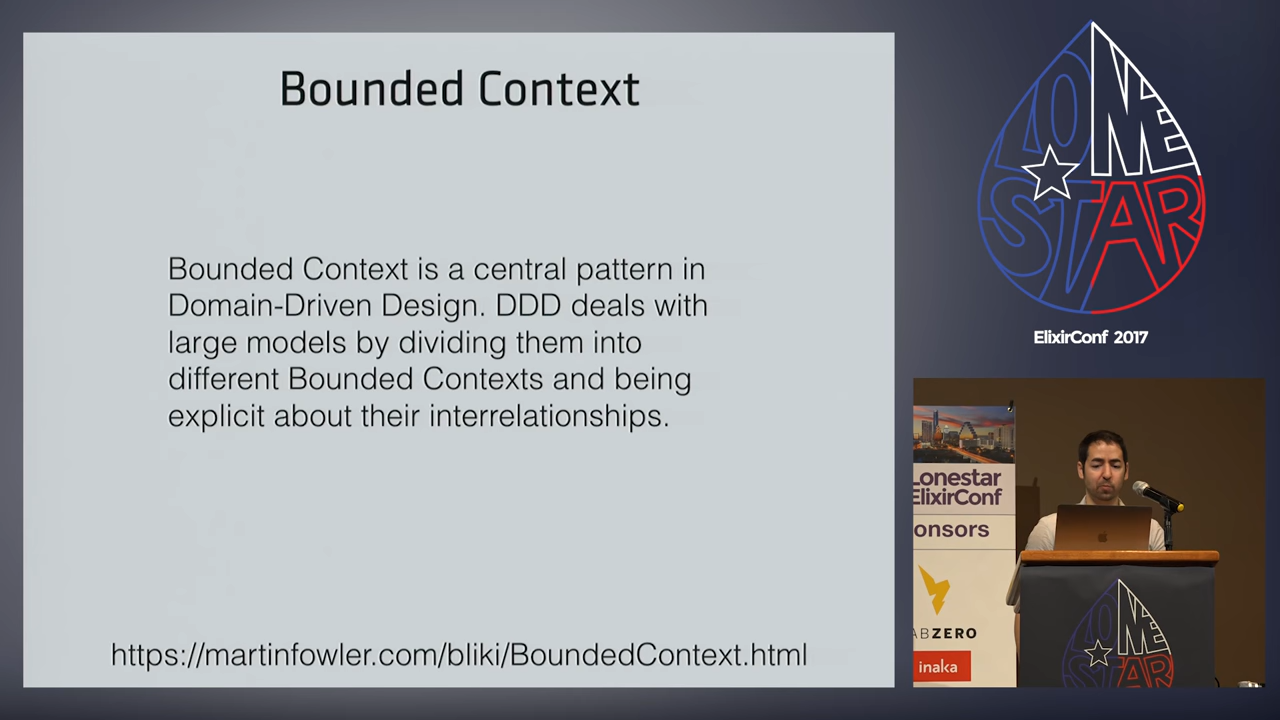 Bounded Context
Bounded Context is a central pattern in
Domain-Driven Design. DDD deals with
large models by dividing them into
different Bounded Contexts and being
explicit about their interrelationships.
https://martinfowler.com/bliki/BoundedContext.html
LONE
STAR
ElixirConf 2017
Lonestar
ElixirConf
onsors
ABZERO
inaka
LONE
STAR